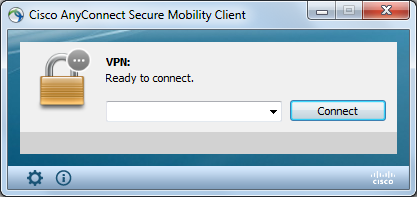 Cisco AnyConnect Secure Mobility Client
VPN:
Ready to connect.
Connect
CISCO